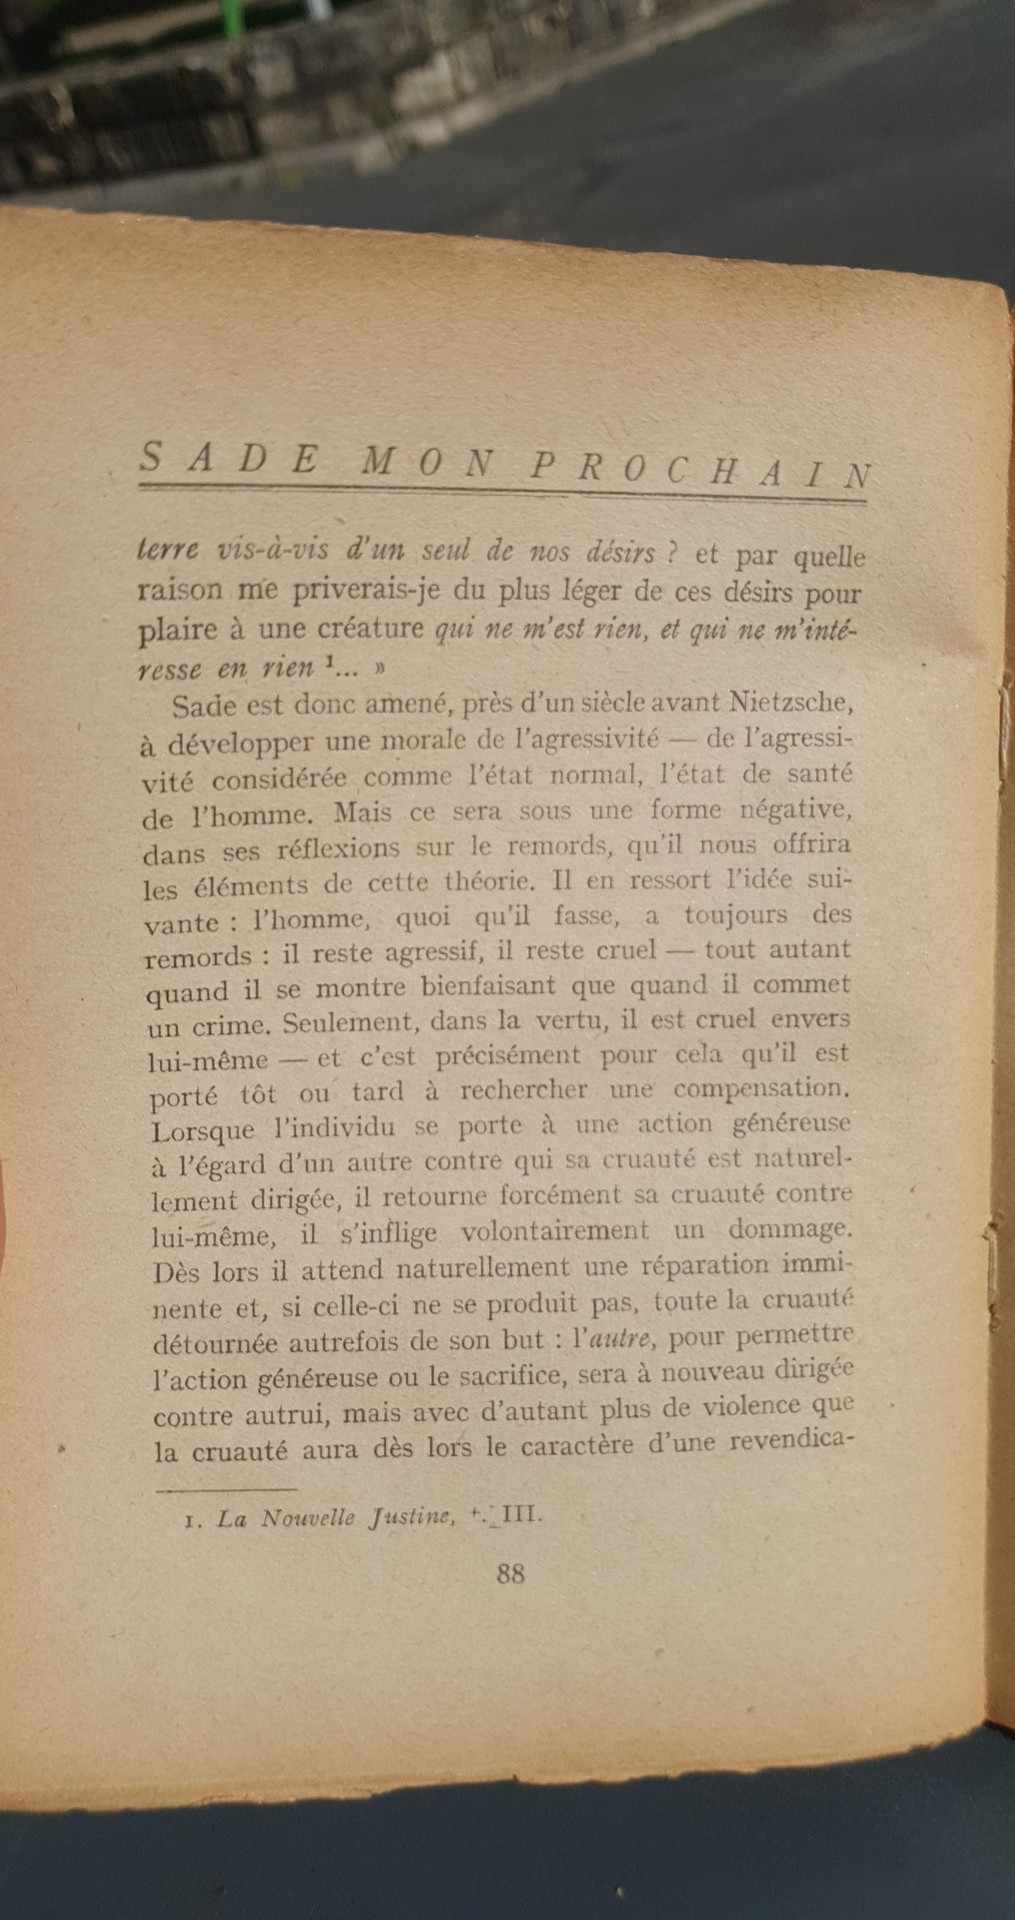 SADE MON PROCHAIN
terre vis-à-vis d'un seul de nos désirs ? et par quelle
raison me priverais-je du plus léger de ces désirs pour
plaire à une créature qui ne m'est rien, et qui ne m'inté-
resse en rien ¹... »
Sade est donc amené, près d'un siècle avant Nietzsche,
à développer une morale de l'agressivité — de l'agressi-
vité considérée comme l'état normal, l'état de santé
de l'homme. Mais ce sera sous une forme négative,
dans ses réflexions sur le remords, qu'il nous offrira
les éléments de cette théorie. Il en ressort l'idée sui-
vante : l'homme, quoi qu'il fasse, a toujours des
remords : il reste agressif, il reste cruel — tout autant
quand il se montre bienfaisant que quand il commet
un crime. Seulement, dans la vertu, il est cruel envers
lui-même — et c'est précisément pour cela qu'il est
porté tôt ou tard à rechercher une compensation.
Lorsque l'individu se porte à une action généreuse
à l'égard d'un autre contre qui sa cruauté est naturel-
lement dirigée, il retourne forcément sa cruauté contre
lui-même, il s'inflige volontairement un dommage.
Dès lors il attend naturellement une réparation immi-
nente et, si celle-ci ne se produit pas, toute la cruauté
détournée autrefois de son but : l'autre, pour permettre
l'action généreuse ou le sacrifice, sera à nouveau dirigée
contre autrui, mais avec d'autant plus de violence que
la cruauté aura dès lors le caractère d'une revendica-
1. La Nouvelle Justine, t. III.
88